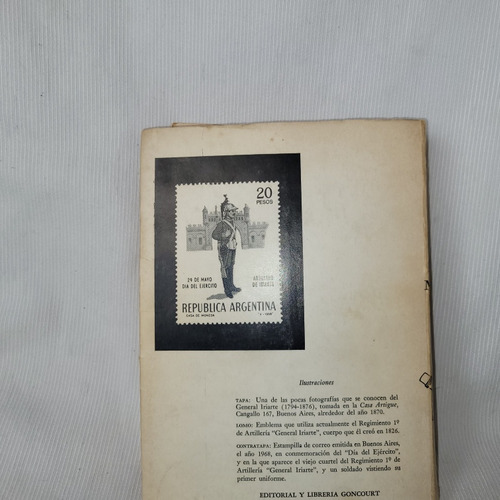 20
PESOS
29 DE MAYO
DIA DEL EJERCITO
ARTILLERO
DE IRIARTE
REPUBLICA ARGENTINA
CASA DE MONEDA
Ilustraciones
TAPA: Una de las pocas fotografías que se conocen del
General Iriarte (1794-1876), tomada en la Casa Artigue,
Cangallo 167, Buenos Aires, alrededor del año 1870.
LOMO: Emblema que utiliza actualmente el Regimiento 1º
de Artillería "General Iriarte", cuerpo que él creó en 1826.
CONTRATAPA: Estampilla de correo emitida en Buenos Aires,
el año 1968, en conmemoración del "Día del Ejército",
y en la que aparece el viejo cuartel del Regimiento 1º de
Artillería "General Iriarte", y un soldado vistiendo su
primer uniforme.
EDITORIAL Y LIBRERIA GONCOURT